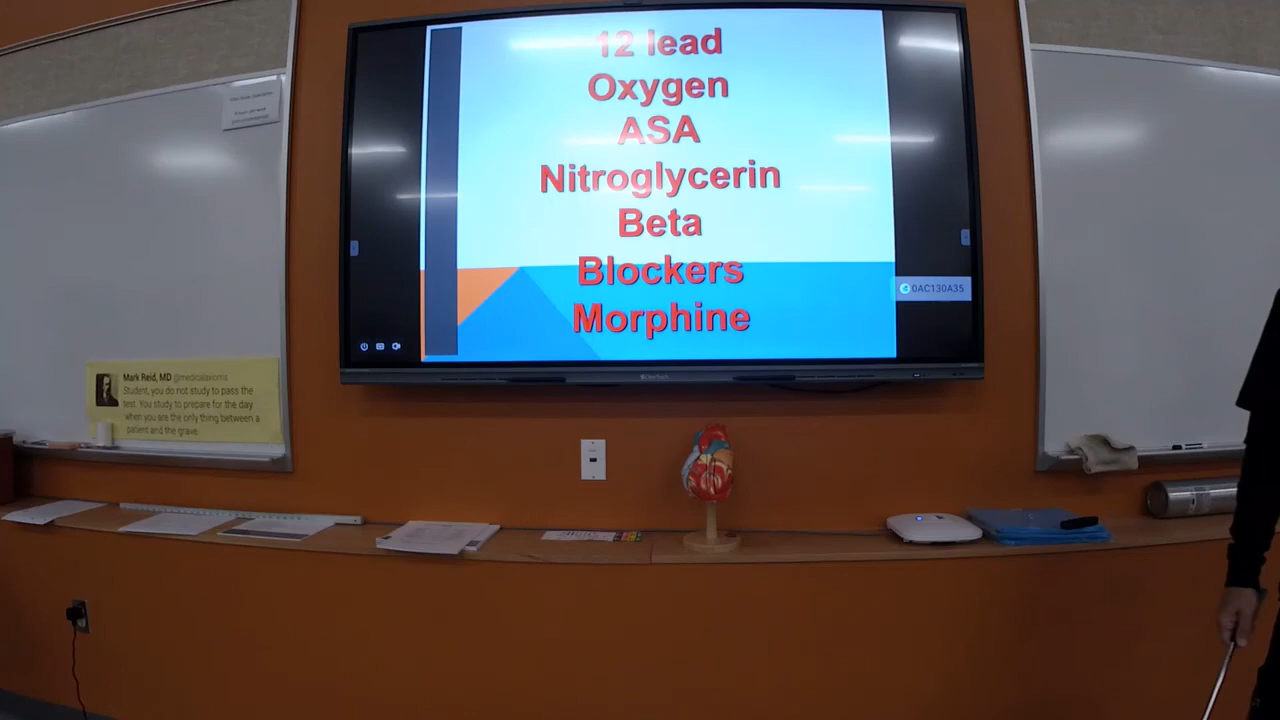 12 lead
Oxygen
ASA
Nitroglycerin
Beta
Blockers
Morphine
0AC130A35
Mark Reid, MD @medicalaxioms
Student, you do not study to pass the
test. You study to prepare for the day
when you are the only thing between a
patient and the grave.